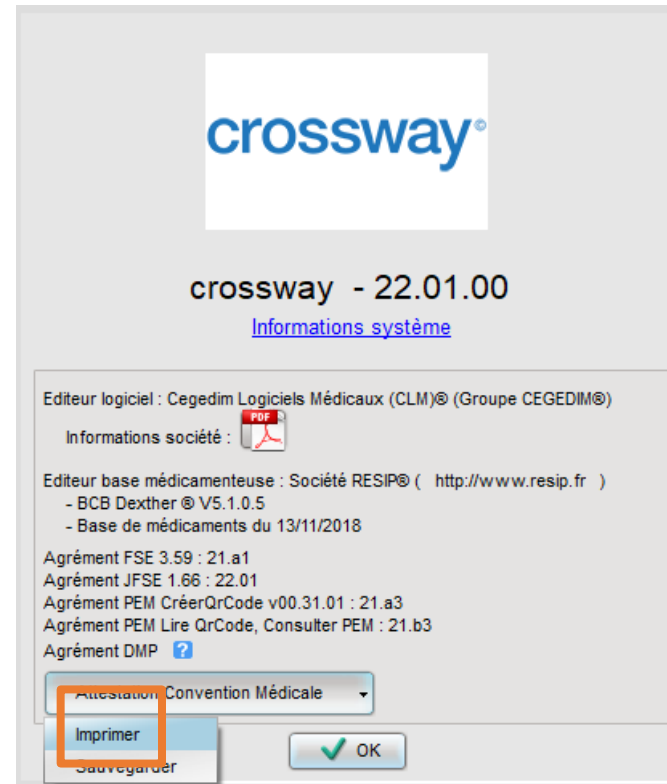 crossway©
crossway - 22.01.00
Informations système
Editeur logiciel : Cegedim Logiciels Médicaux (CLM)® (Groupe CEGEDIM®)
Informations société : PDF
Editeur base médicamenteuse : Société RESIP® ( http://www.resip.fr )
- BCB Dexther ® V5.1.0.5
- Base de médicaments du 13/11/2018
Agrément FSE 3.59 : 21.a1
Agrément JFSE 1.66 : 22.01
Agrément PEM CréerQrCode v00.31.01 : 21.a3
Agrément PEM Lire QrCode, Consulter PEM : 21.b3
Agrément DMP ?
Attestation Convention Médicale
Imprimer
Sauvegarder
OK